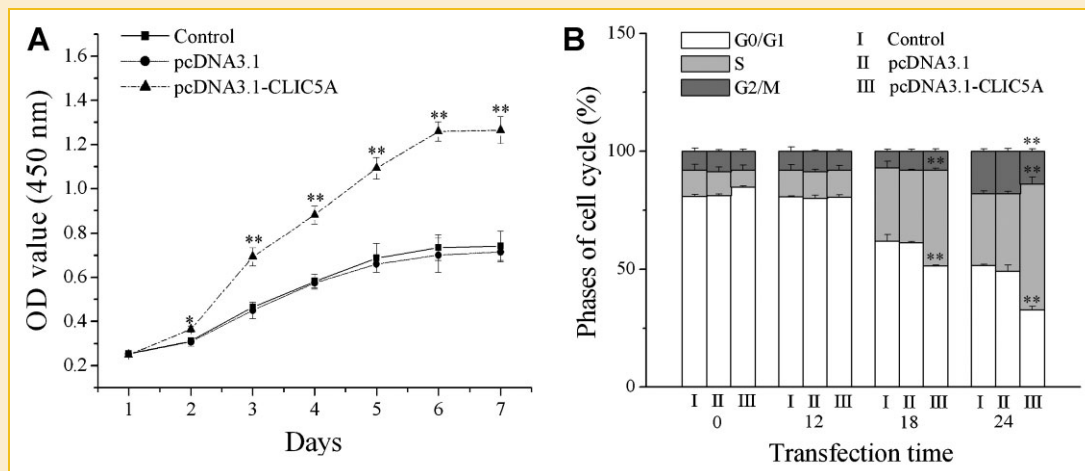 A
Control
pcDNA3.1
pcDNA3.1-CLIC5A
OD value (450 nm)
1.6
1.4
1.2
1.0
0.8
0.6
0.4
0.2
*
**
**
**
**
**
1 2 3 4 5 6 7
Days
B
G0/G1
S
G2/M
I Control
II pcDNA3.1
III pcDNA3.1-CLIC5A
Phases of cell cycle (%)
150
100
50
0
**
**
**
**
**
I II III I II III I II III I II III
0 12 18 24
Transfection time